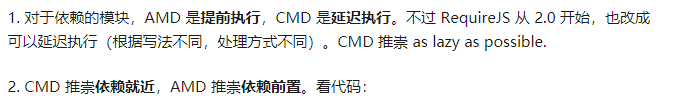 1. 对于依赖的模块，AMD 是提前执行，CMD 是延迟执行。不过 RequireJS 从 2.0 开始，也改成
可以延迟执行（根据写法不同，处理方式不同）。CMD 推崇 as lazy as possible.
2. CMD 推崇依赖就近，AMD 推崇依赖前置。看代码：